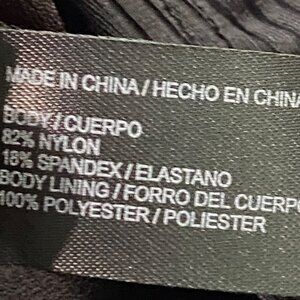 MADE IN CHINA / HECHO EN CHINA
BODY / CUERPO
82% NYLON
18% SPANDEX / ELASTANO
BODY LINING / FORRO DEL CUERPO
100% POLYESTER / POLIESTER